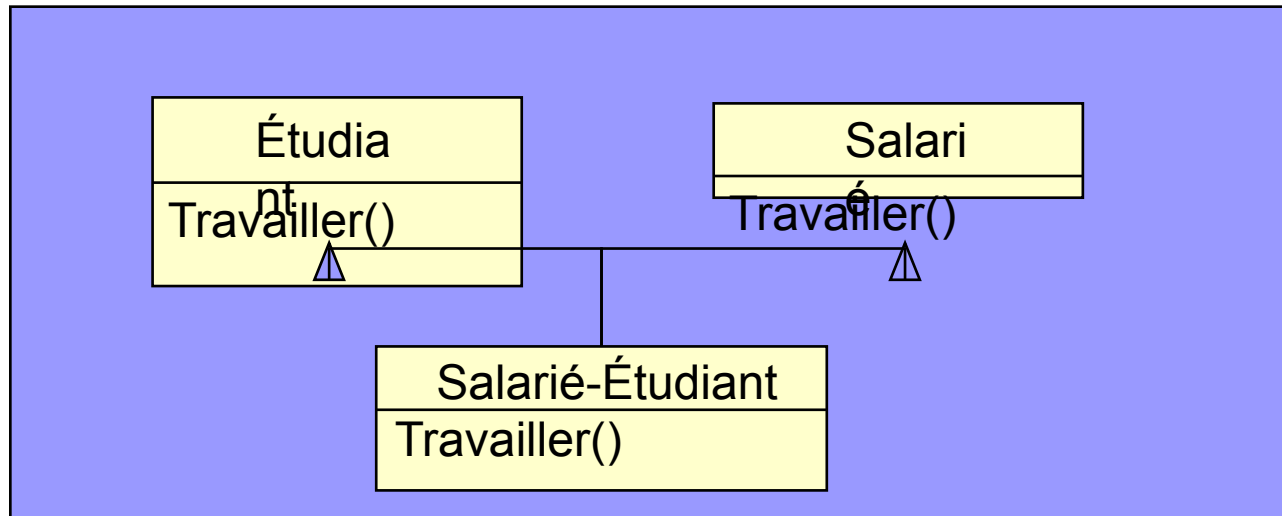 Étudia
nt
Travailler()
Salari
é
Travailler()
Salarié-Étudiant
Travailler()